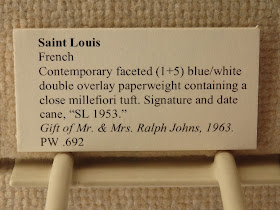 Saint Louis
French
Contemporary faceted (1+5) blue/white
double overlay paperweight containing a
close millefiori tuft. Signature and date
cane, “SL 1953.”
Gift of Mr. & Mrs. Ralph Johns, 1963.
PW .692